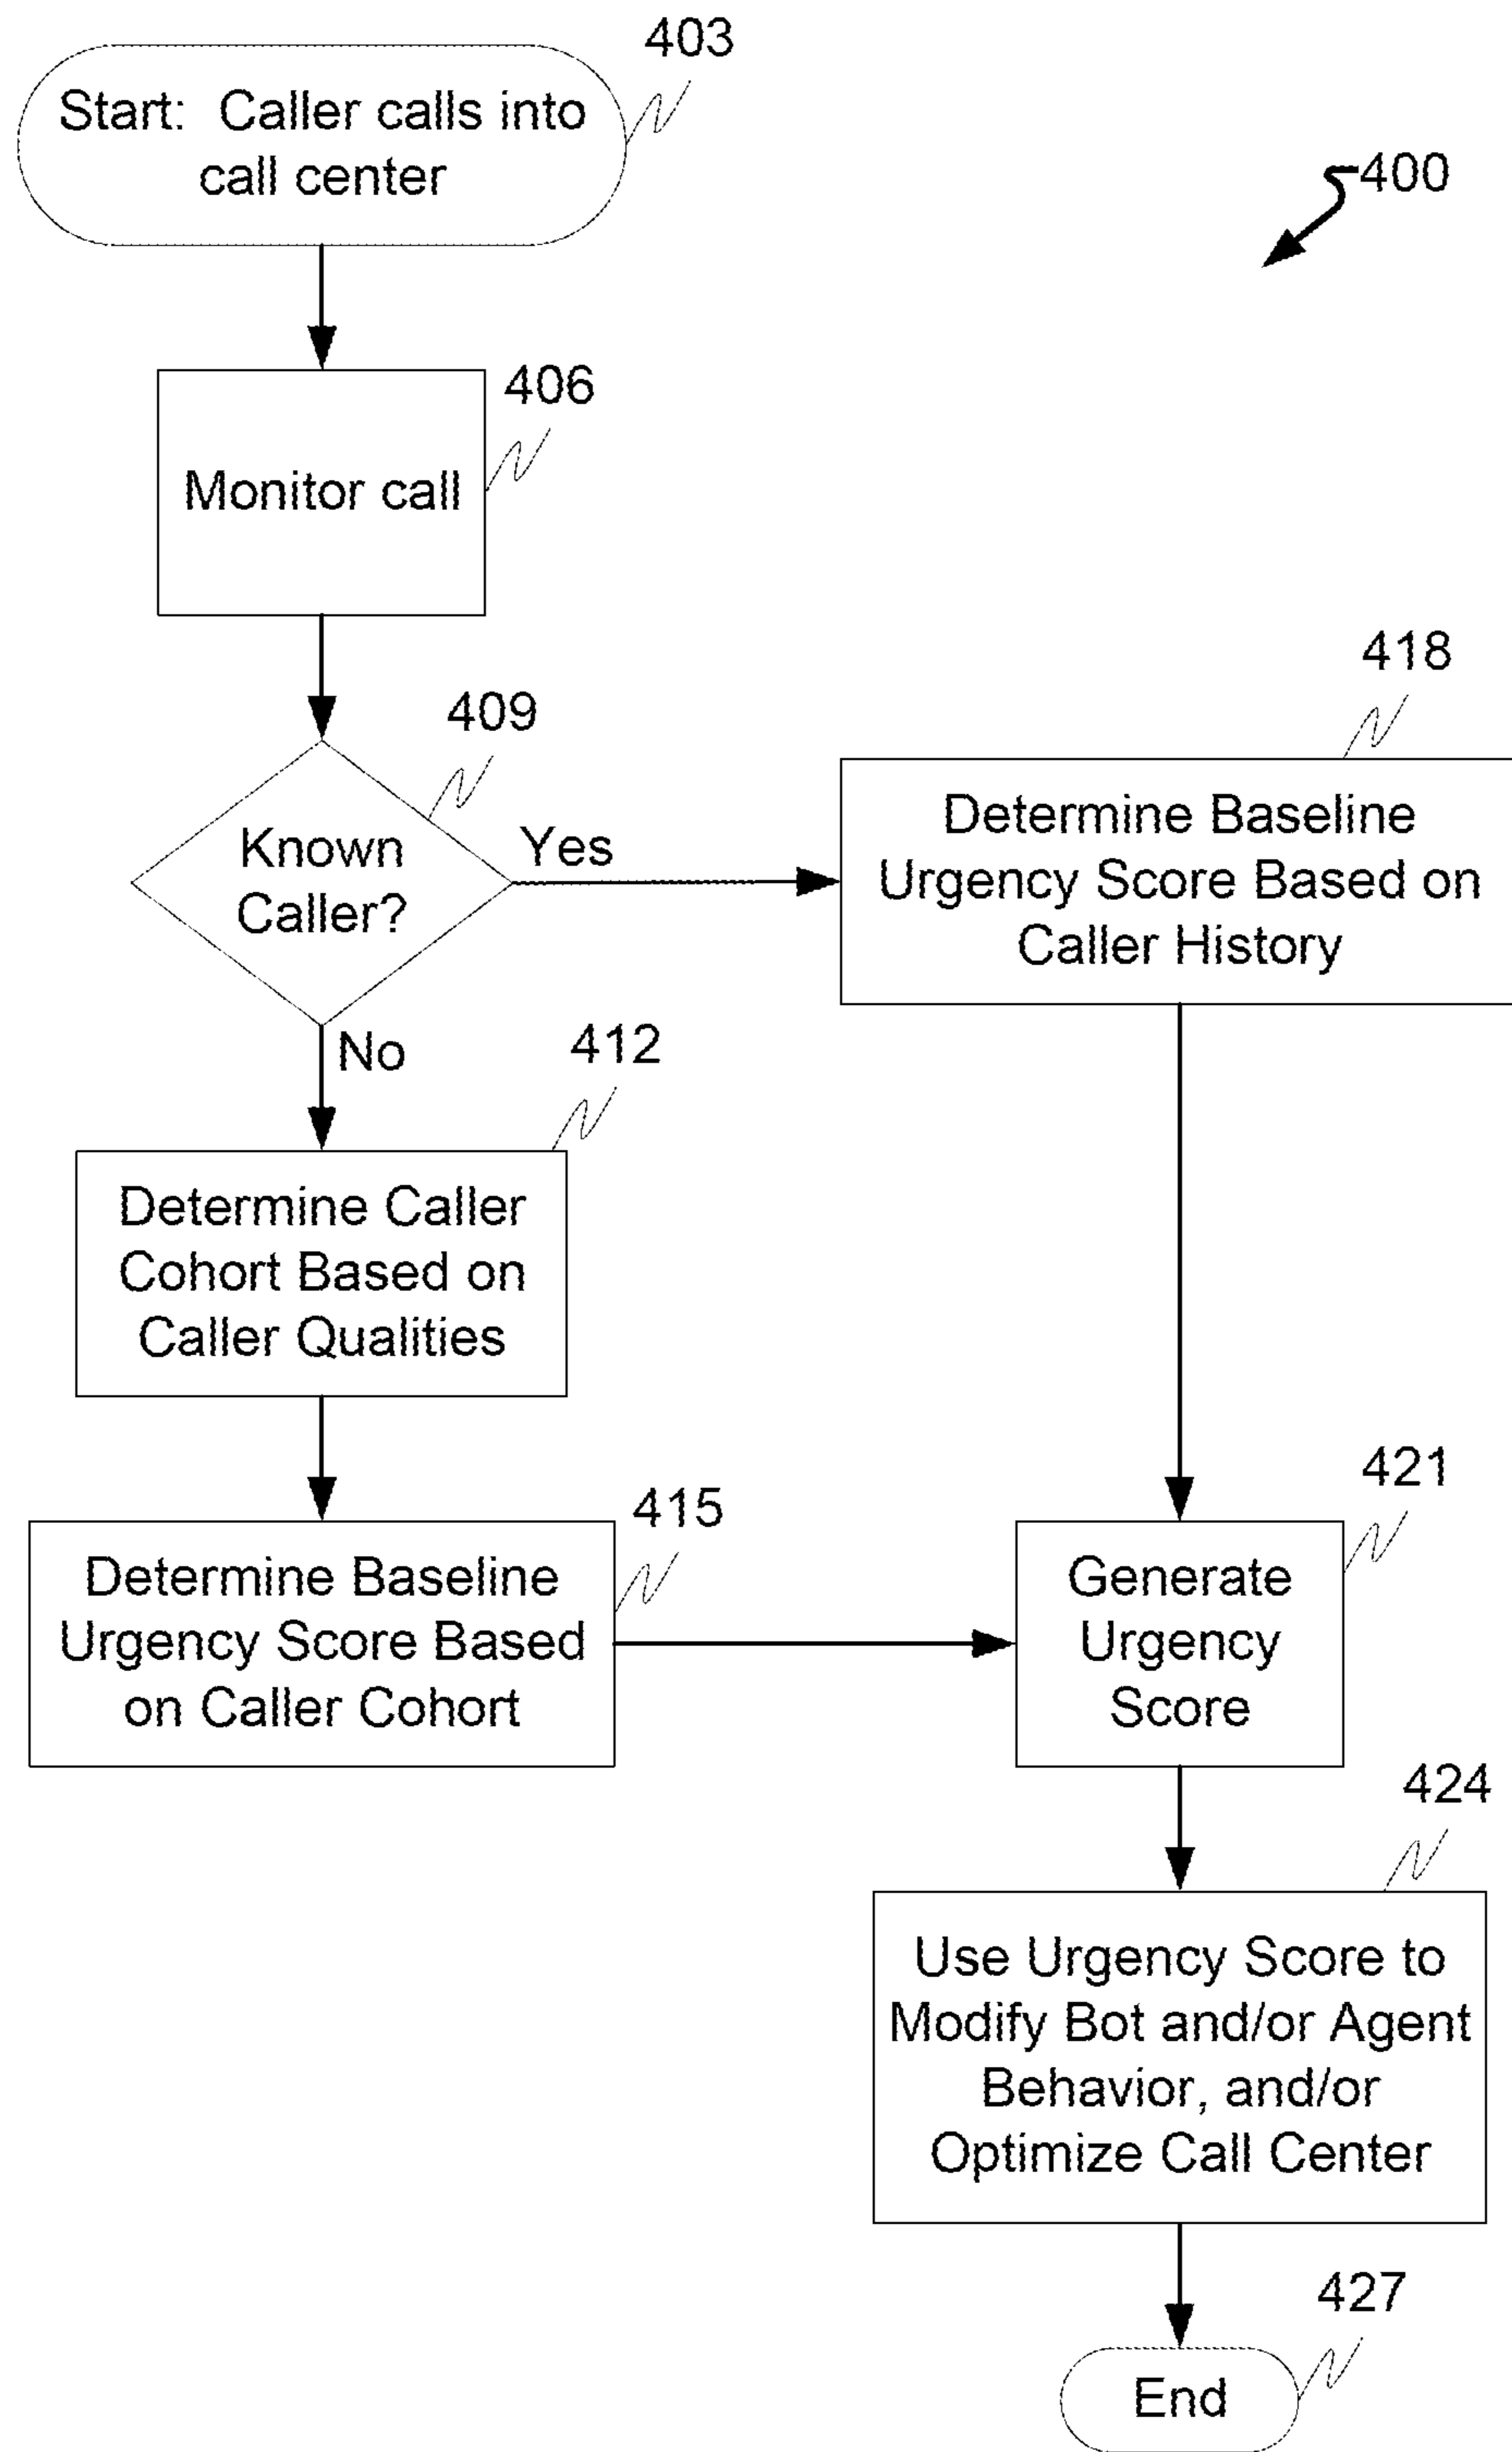 403
Start: Caller calls into
call center
400
406
Monitor call
409
Known
Caller?
Yes
No
418
Determine Baseline
Urgency Score Based on
Caller History
412
Determine Caller
Cohort Based on
Caller Qualities
415
Determine Baseline
Urgency Score Based
on Caller Cohort
421
Generate
Urgency
Score
424
Use Urgency Score to
Modify Bot and/or Agent
Behavior, and/or
Optimize Call Center
427
End